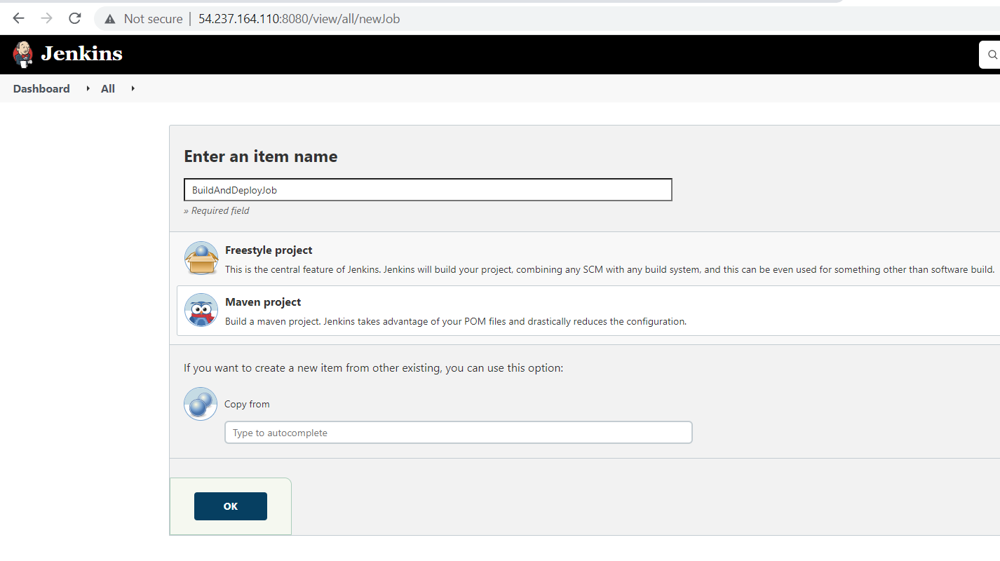 Not secure | 54.237.164.110:8080/view/all/newJob
Jenkins
Dashboard All
Enter an item name
BuildAndDeployJob
» Required field
Freestyle project
This is the central feature of Jenkins. Jenkins will build your project, combining any SCM with any build system, and this can be even used for something other than software build.
Maven project
Build a maven project. Jenkins takes advantage of your POM files and drastically reduces the configuration.
If you want to create a new item from other existing, you can use this option:
Copy from
Type to autocomplete
OK